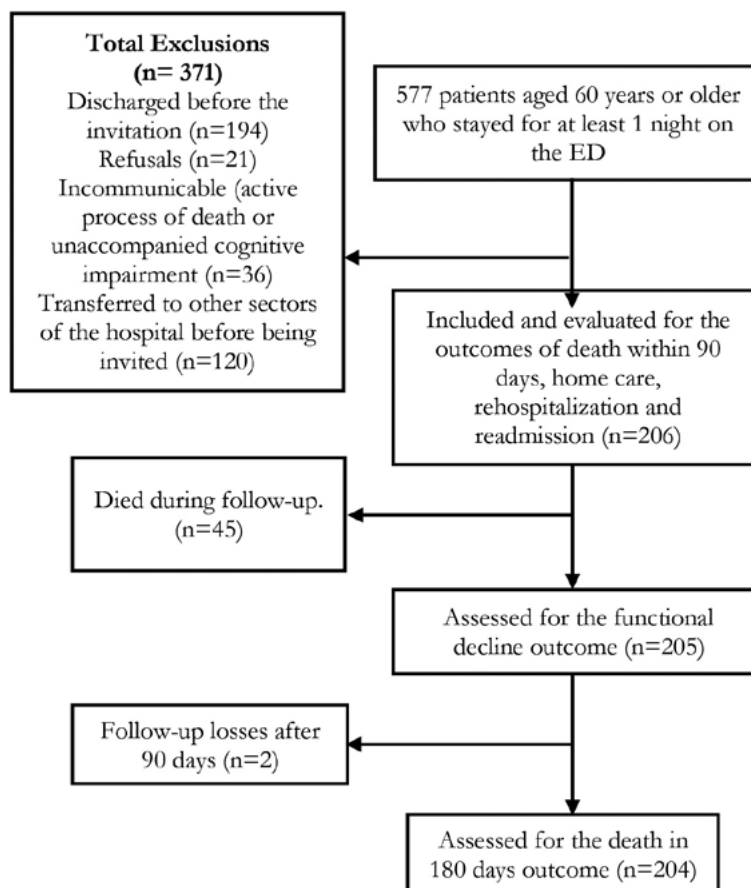 Total Exclusions
(n= 371)
Discharged before the
invitation (n=194)
Refusals (n=21)
Incommunicable (active
process of death or
unaccompanied cognitive
impairment (n=36)
Transferred to other sectors
of the hospital before being
invited (n=120)
577 patients aged 60 years or older
who stayed for at least 1 night on
the ED
Included and evaluated for the
outcomes of death within 90
days, home care,
rehospitalization and
readmission (n=206)
Died during follow-up.
(n=45)
Assessed for the functional
decline outcome (n=205)
Follow-up losses after
90 days (n=2)
Assessed for the death in
180 days outcome (n=204)